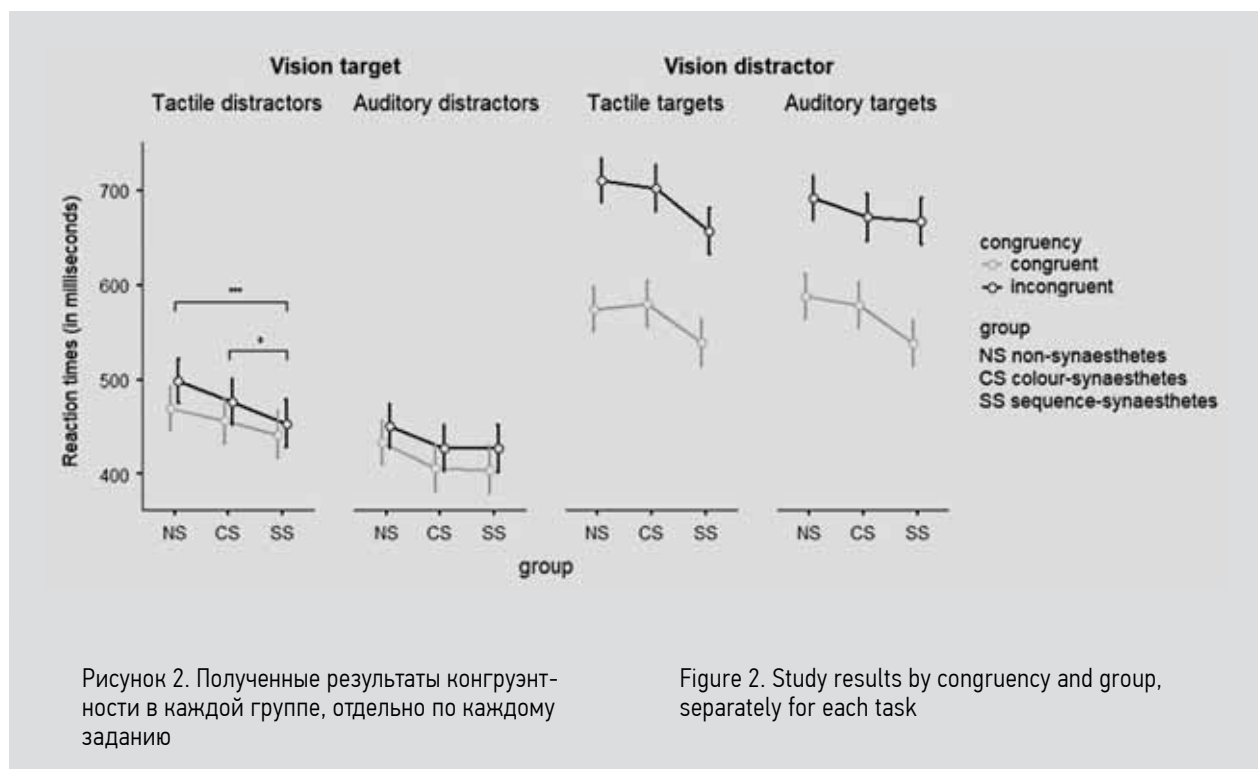 Vision target
Vision distractor
Tactile distractors
Auditory distractors
Tactile targets
Auditory targets
Reaction times (in milliseconds)
700
600
500
400
***
*
NS CS SS
NS CS SS
NS CS SS
NS CS SS
group
congruency
congruent
incongruent
group
NS non-synaesthetes
CS colour-synaesthetes
SS sequence-synaesthetes
Рисунок 2. Полученные результаты конгруэнт-
ности в каждой группе, отдельно по каждому
заданию
Figure 2. Study results by congruency and group,
separately for each task